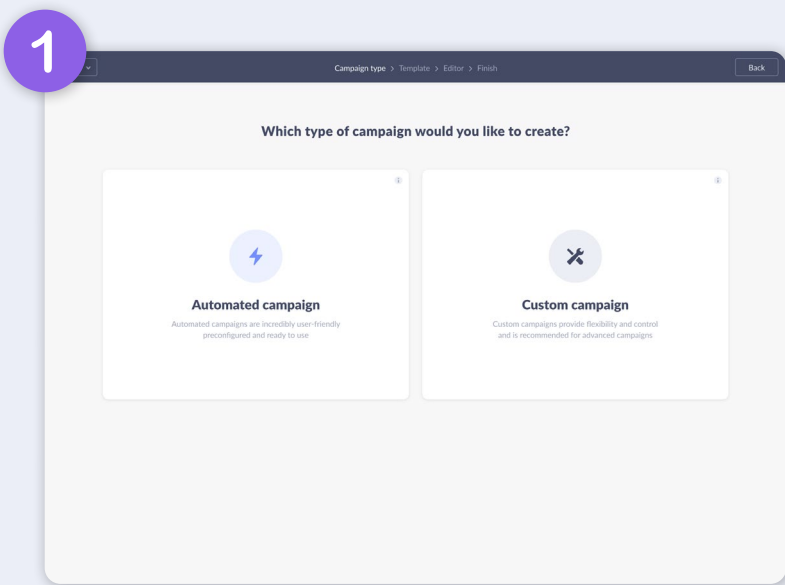 1
Campaign type > Template > Editor > Finish
Back
Which type of campaign would you like to create?
Automated campaign
Automated campaigns are incredibly user-friendly
preconfigured and ready to use
Custom campaign
Custom campaigns provide flexibility and control
and is recommended for advanced campaigns